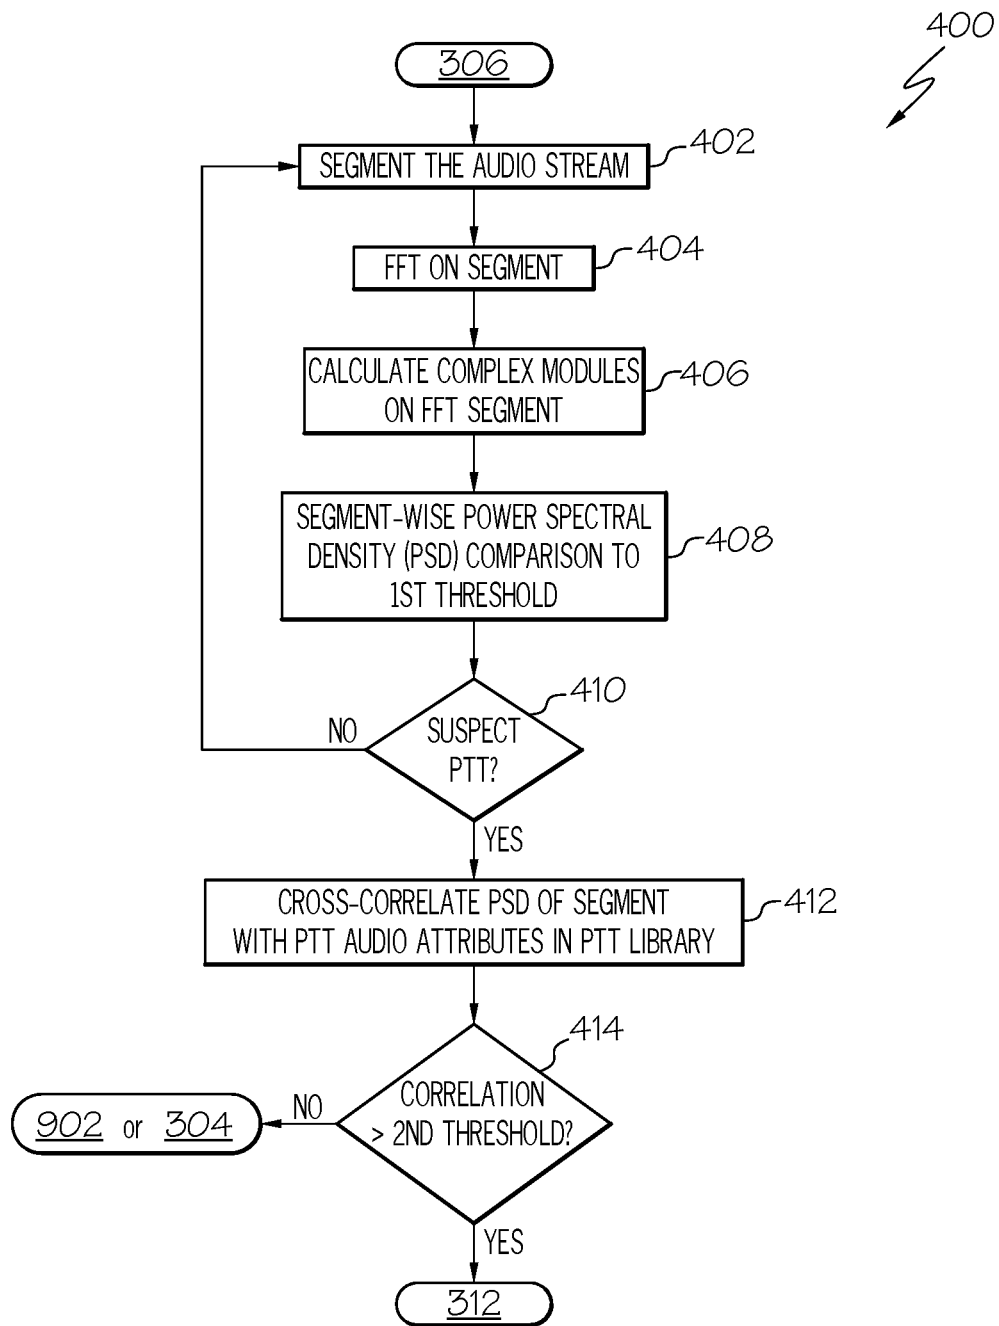 400
306
SEGMENT THE AUDIO STREAM
402
FFT ON SEGMENT
404
CALCULATE COMPLEX MODULES
ON FFT SEGMENT
406
SEGMENT-WISE POWER SPECTRAL
DENSITY (PSD) COMPARISON TO
1ST THRESHOLD
408
410
SUSPECT
PTT?
NO
YES
CROSS-CORRELATE PSD OF SEGMENT
WITH PTT AUDIO ATTRIBUTES IN PTT LIBRARY
412
414
CORRELATION
> 2ND THRESHOLD?
NO
902 or 304
YES
312